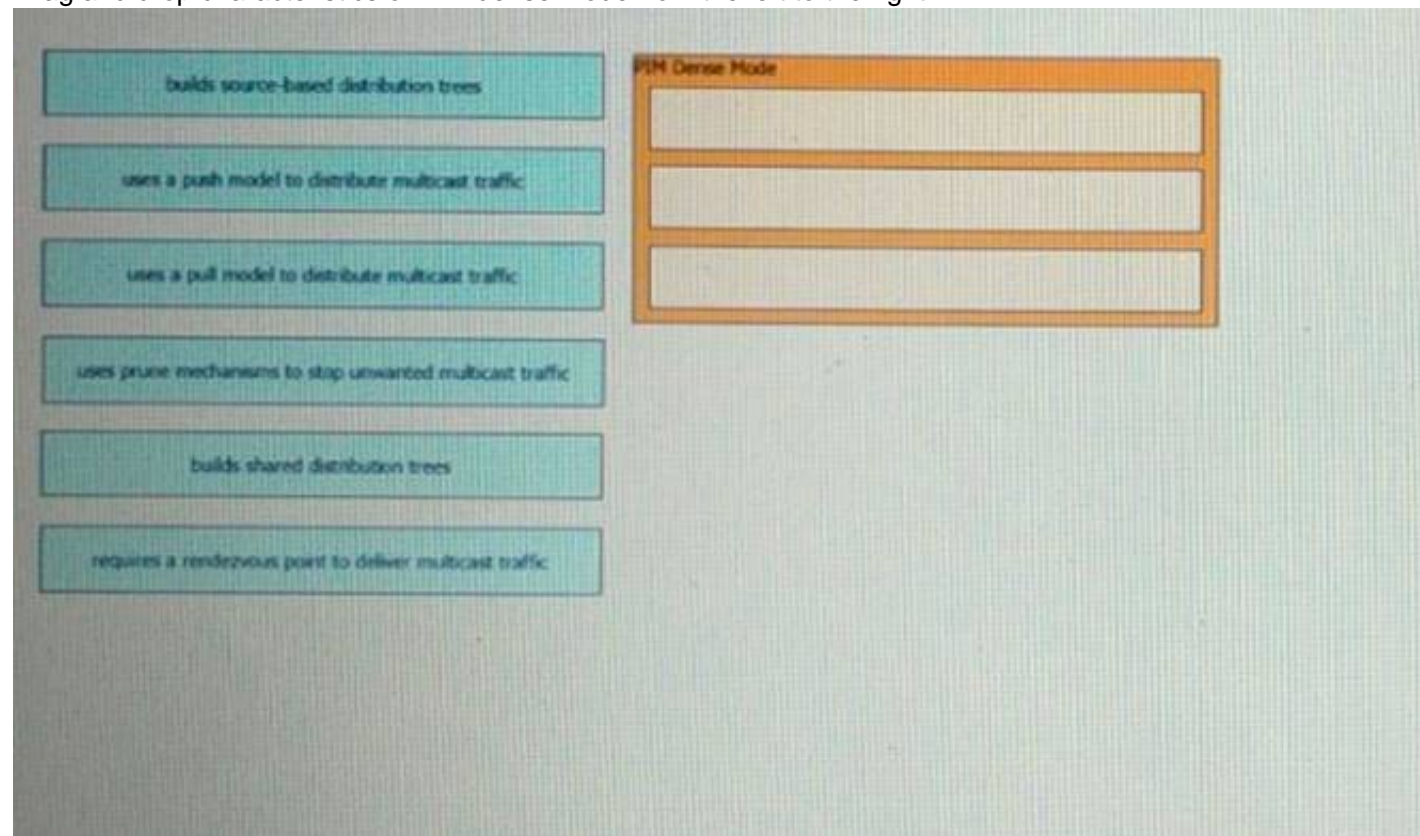 builds source-based distribution trees
uses a push model to distribute multicast traffic
uses a pull model to distribute multicast traffic
uses prune mechanisms to stop unwanted multicast traffic
builds shared distribution trees
requires a rendezvous point to deliver multicast traffic
PIM Dense Mode